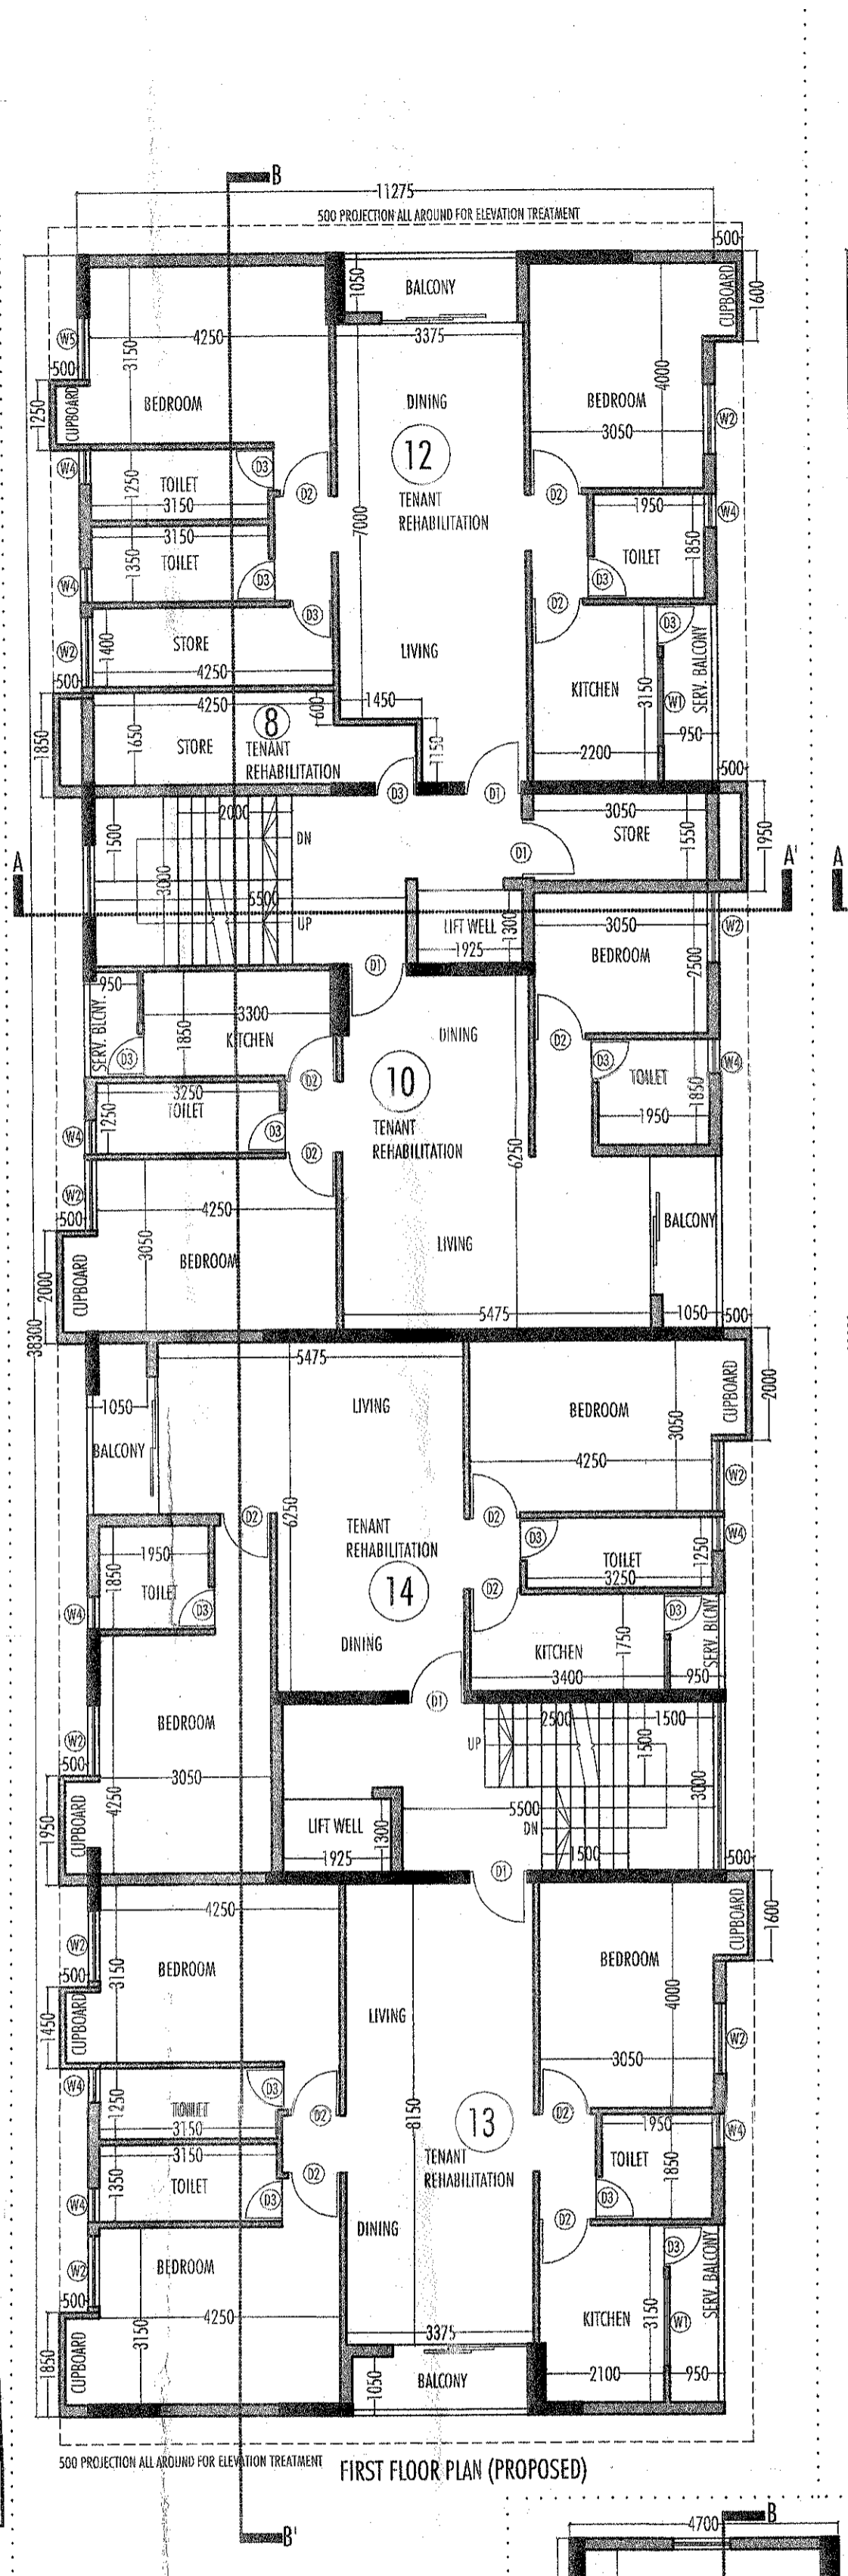 B
11275
500 PROJECTION ALL AROUND FOR ELEVATION TREATMENT
500
1050
BALCONY
CUPBOARD
1600
W5
4250
3375
3150
4000
500
1250
CUPBOARD
BEDROOM
DINING
BEDROOM
W2
3050
12
W4
D3
TOILET
1250
3150
D2
TENANT
REHABILITATION
7000
D2
1950
W4
3150
TOILET
1350
D3
TOILET
1850
W4
D3
D3
D2
D3
STORE
1400
W2
4250
LIVING
SERV. BALCONY
KITCHEN
3150
W1
500
4250
600
1450
8
STORE
TENANT
REHABILITATION
1850
1650
1150
2200
950
500
D3
D1
2000
DN
1500
3050
STORE
1550
1950
D1
A
A'
A
3000
5500
UP
LIFT WELL
1300
1925
3050
BEDROOM
2500
W2
D1
950
SERV. BLCNY.
3300
1850
KITCHEN
DINING
D2
D3
D3
TOILET
W4
D2
10
3250
TOILET
1250
D3
1850
1950
W4
TENANT
REHABILITATION
D2
6250
W2
500
4250
3050
BEDROOM
LIVING
BALCONY
2000
CUPBOARD
5475
1050
500
38300
5475
1050
BALCONY
LIVING
BEDROOM
3050
CUPBOARD
2000
4250
W2
6250
D2
TENANT
REHABILITATION
D2
D3
W4
1950
1850
TOILET
TOILET
3250
1250
14
D2
D3
W4
D3
SERV. BLCNY
DINING
KITCHEN
1750
3400
950
D1
BEDROOM
UP
2500
1500
1500
W2
500
3050
4250
3000
1950
CUPBOARD
LIFT WELL
1300
1925
5500
DN
1500
500
D1
4250
CUPBOARD
1600
W2
BEDROOM
3150
BEDROOM
500
4000
1450
CUPBOARD
LIVING
W2
3050
W4
D3
1250
TOILET
3150
D2
8150
13
D2
1950
W4
3150
TOILET
1350
D2
TENANT
REHABILITATION
TOILET
1850
W4
D3
D3
D2
DINING
D3
SERV. BALCONY
BEDROOM
W2
500
4250
3150
KITCHEN
3150
W1
3375
1850
CUPBOARD
1050
BALCONY
2100
950
500 PROJECTION ALL AROUND FOR ELEVATION TREATMENT
FIRST FLOOR PLAN (PROPOSED)
B'
B
4700